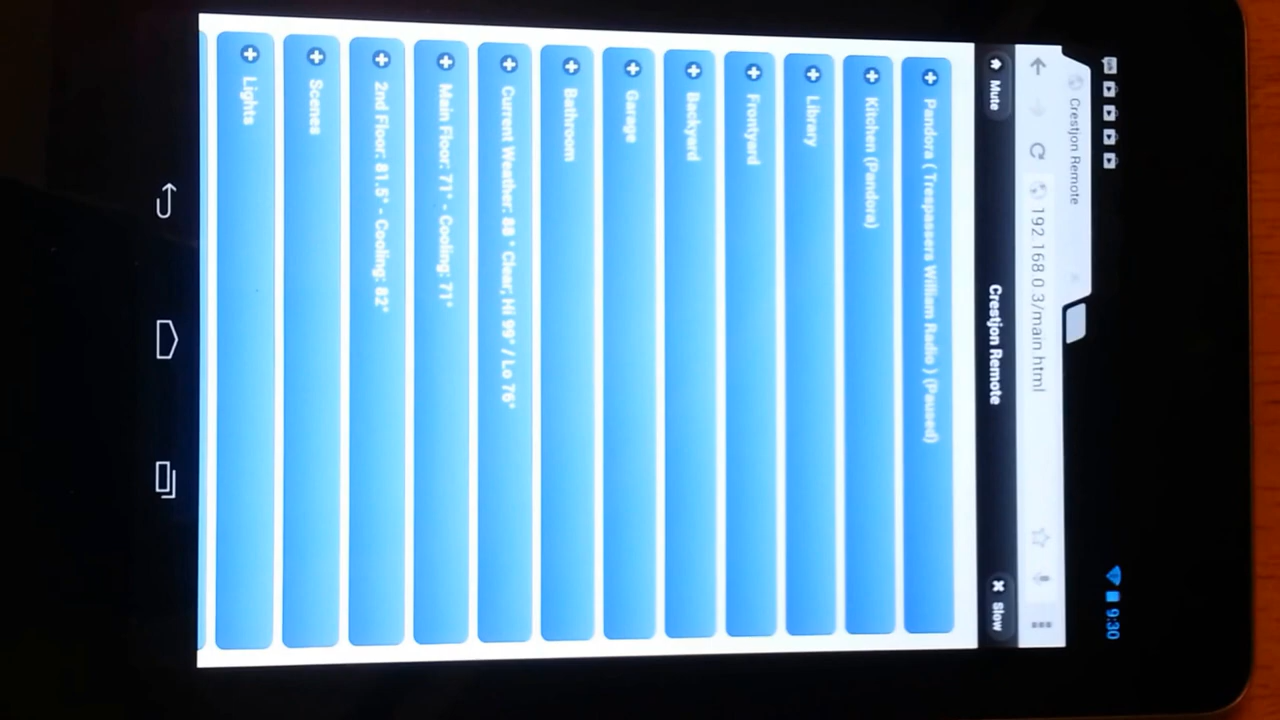 9:30
Crestjon Remote
192.168.0.3/main.html
Mute
Crestjon Remote
Slow
Pandora ( Trespassers William Radio ) (Paused)
Kitchen (Pandora)
Library
Frontyard
Backyard
Garage
Bathroom
Current Weather: 88 ° Clear, Hi 99° / Lo 76°
Main Floor: 71° - Cooling: 71°
2nd Floor: 81.5° - Cooling: 82°
Scenes
Lights